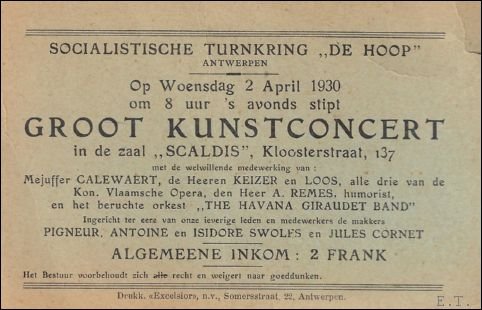 SOCIALISTISCHE TURNKRING ,,DE HOOP"
ANTWERPEN
Op Woensdag 2 April 1930
om 8 uur 's avonds stipt
GROOT KUNSTCONCERT
in de zaal ,,SCALDIS", Kloosterstraat, 137
met de welwillende medewerking van :
Mejuffer CALEWAERT, de Heeren KEIZER en LOOS, alle drie van de
Kon. Vlaamsche Opera, den Heer A. REMES, humorist,
en het beruchte orkest ,,THE HAVANA GIRAUDET BAND"
Ingericht ter eere van onze ieverige leden en medewerkers de makkers
PIGNEUR, ANTOINE en ISIDORE SWOLFS en JULES CORNET
ALGEMEENE INKOM : 2 FRANK
Het Bestuur voorbehoudt zich alle recht en weigert naar goeddunken.
Drukk. «Excelsior», n.v., Somersstraat, 22, Antwerpen.
E.T.